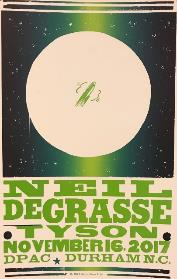 NEIL
DEGRASSE
TYSON
NOVEMBER 16, 2017
DPAC ★ DURHAM N.C.